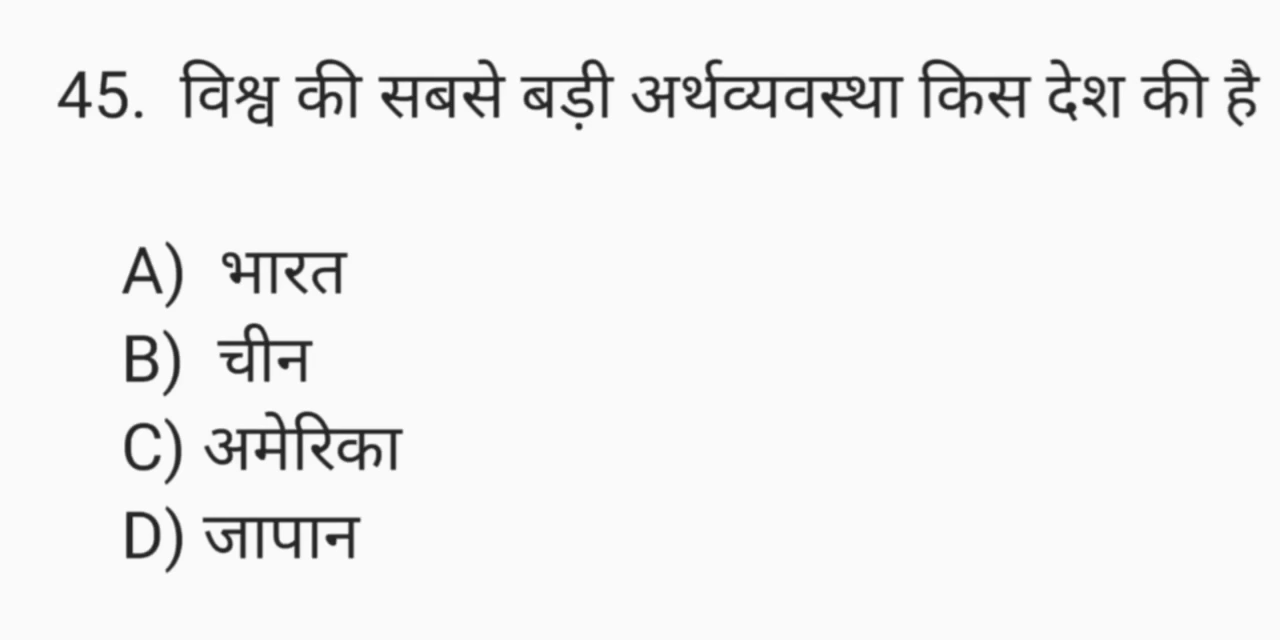 45. विश्व की सबसे बड़ी अर्थव्यवस्था किस देश की है
A) भारत
B) चीन
C) अमेरिका
D) जापान